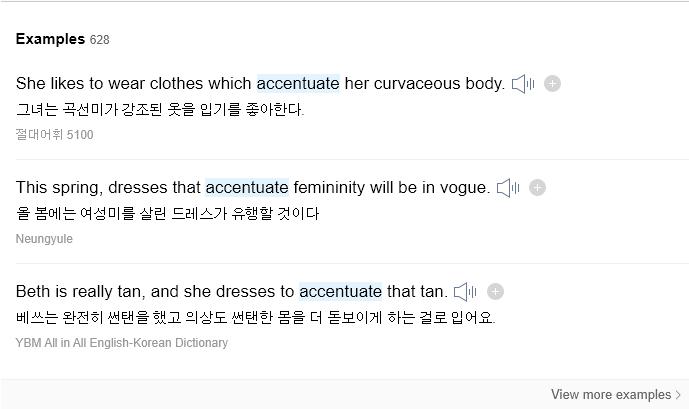 Examples 628
She likes to wear clothes which accentuate her curvaceous body.
그녀는 곡선미가 강조된 옷을 입기를 좋아한다.
절대어휘 5100
This spring, dresses that accentuate femininity will be in vogue.
올 봄에는 여성미를 살린 드레스가 유행할 것이다
Neungyule
Beth is really tan, and she dresses to accentuate that tan.
베쓰는 완전히 썬탠을 했고 의상도 썬탠한 몸을 더 돋보이게 하는 걸로 입어요.
YBM All in All English-Korean Dictionary
View more examples